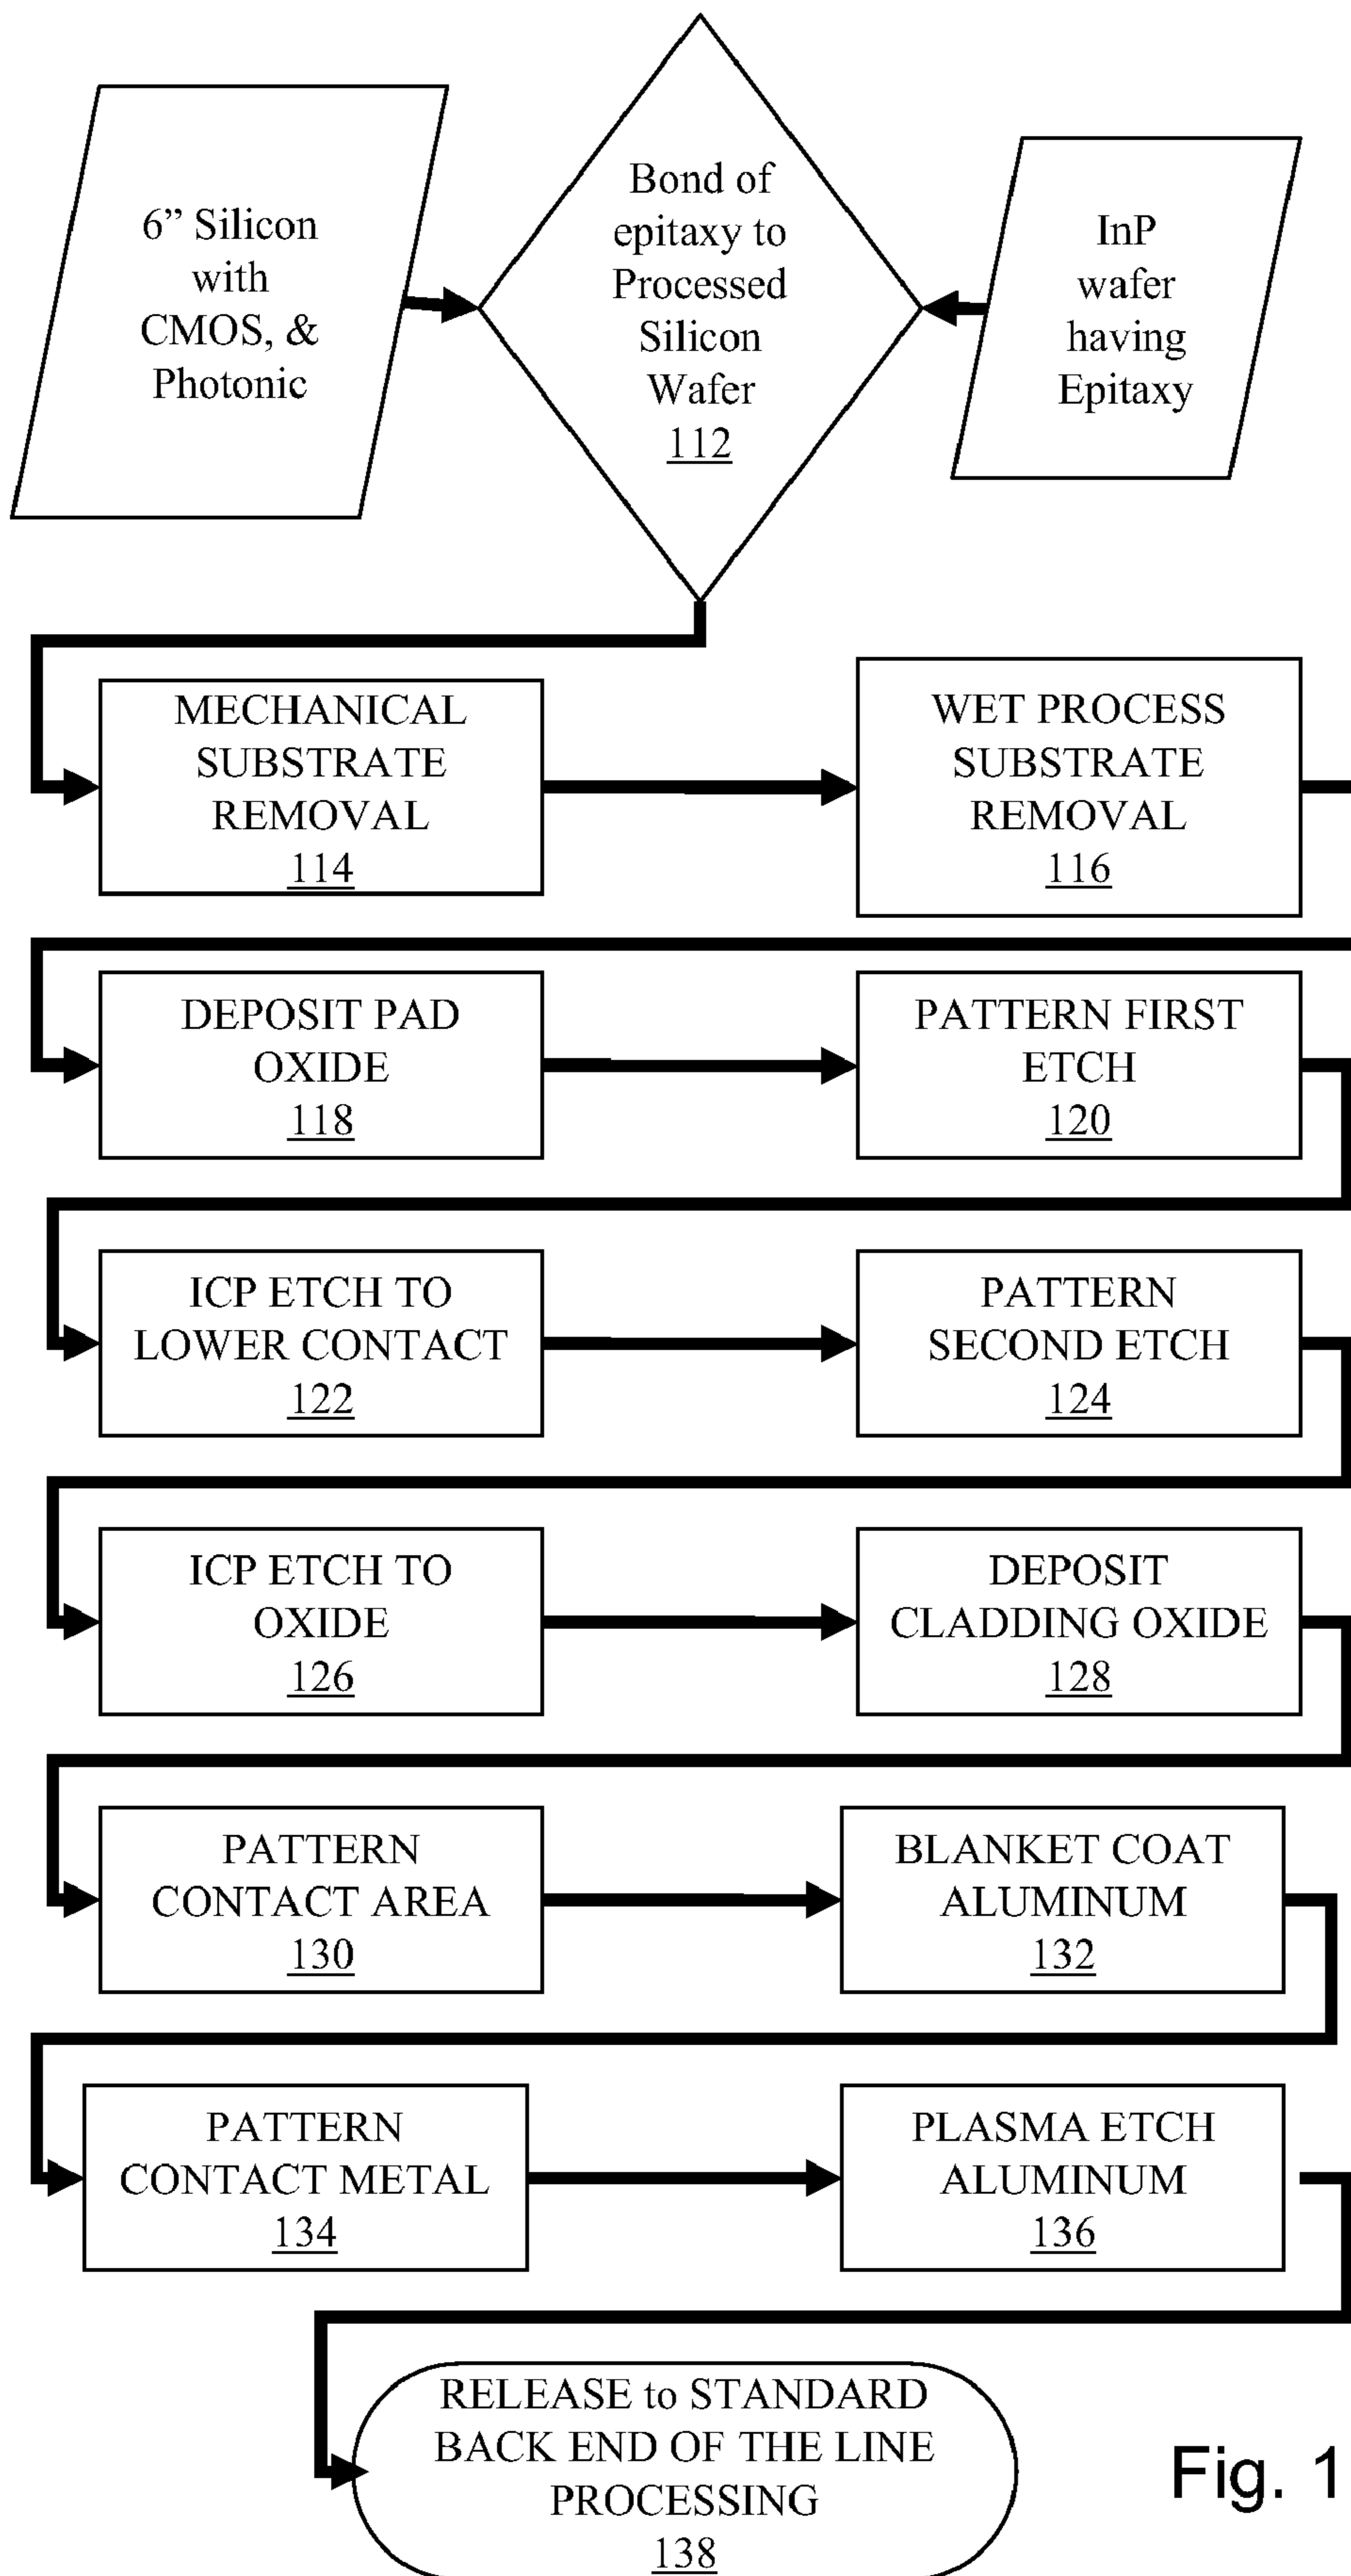 6” Silicon
with
CMOS, &
Photonic
Bond of
epitaxy to
Processed
Silicon
Wafer
112
InP
wafer
having
Epitaxy
MECHANICAL
SUBSTRATE
REMOVAL
114
WET PROCESS
SUBSTRATE
REMOVAL
116
DEPOSIT PAD
OXIDE
118
PATTERN FIRST
ETCH
120
ICP ETCH TO
LOWER CONTACT
122
PATTERN
SECOND ETCH
124
ICP ETCH TO
OXIDE
126
DEPOSIT
CLADDING OXIDE
128
PATTERN
CONTACT AREA
130
BLANKET COAT
ALUMINUM
132
PATTERN
CONTACT METAL
134
PLASMA ETCH
ALUMINUM
136
RELEASE to STANDARD
BACK END OF THE LINE
PROCESSING
138
Fig. 1